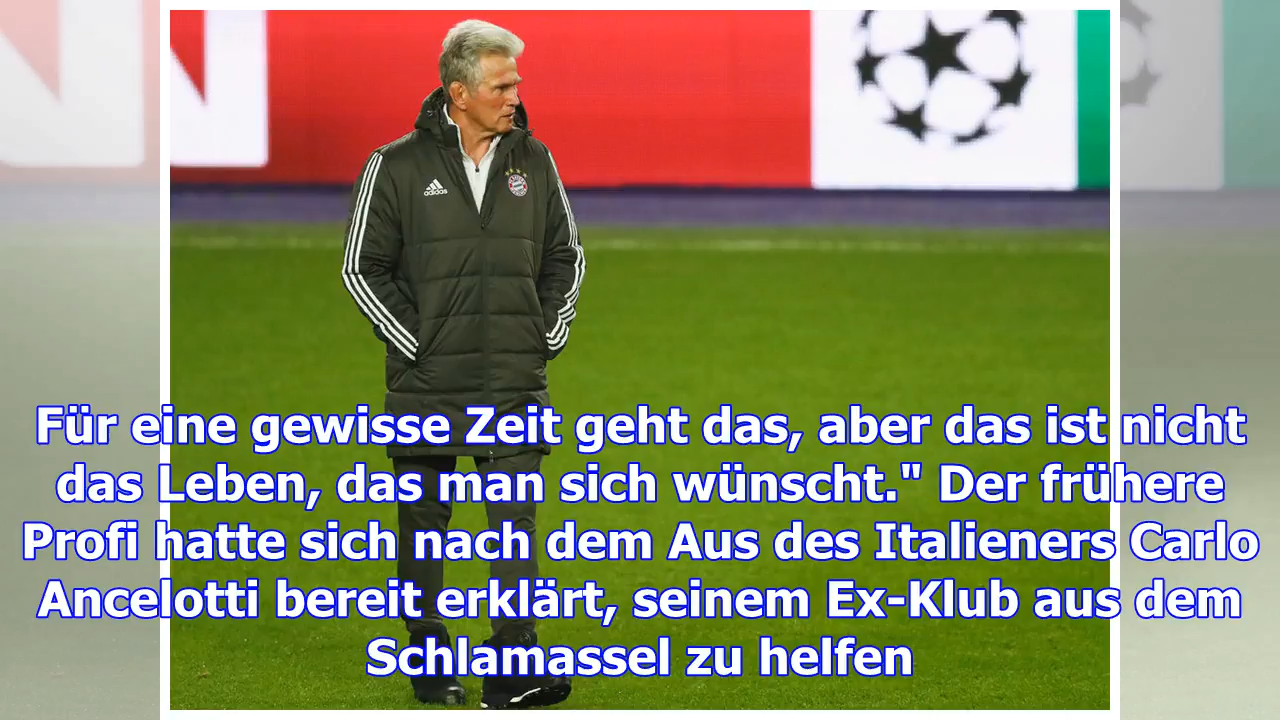 adidas
Für eine gewisse Zeit geht das, aber das ist nicht
das Leben, das man sich wünscht." Der frühere
Profi hatte sich nach dem Aus des Italieners Carlo
Ancelotti bereit erklärt, seinem Ex-Klub aus dem
Schlamassel zu helfen